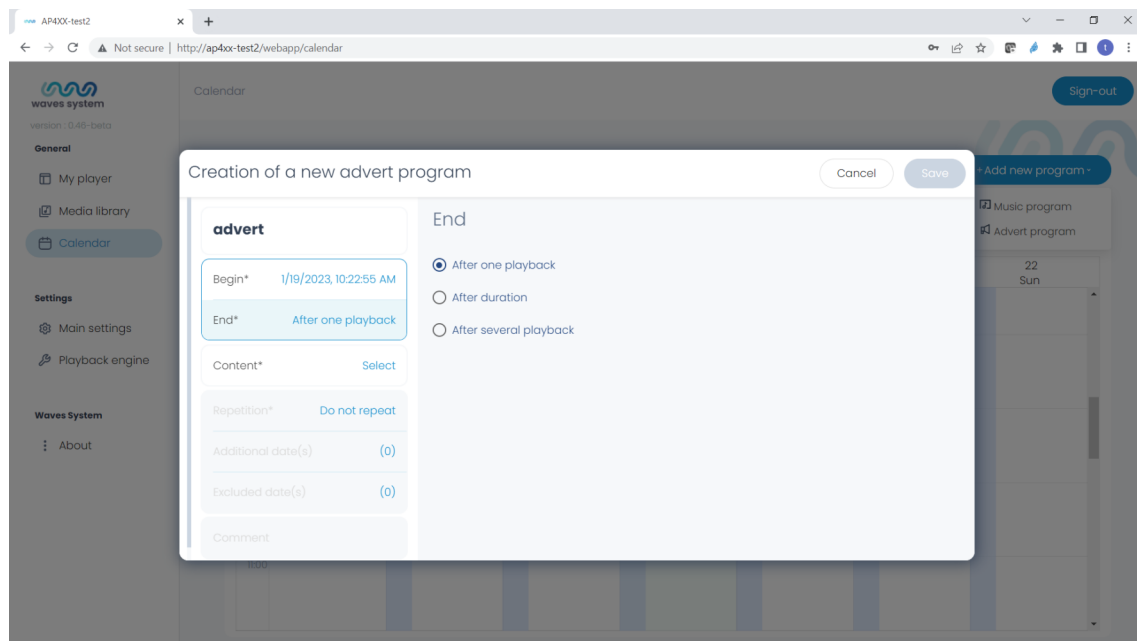 AP4XX-test2
Not secure | http://ap4xx-test2/webapp/calendar
t
waves system
version : 0.46-beta
General
My player
Media library
Calendar
Settings
Main settings
Playback engine
Waves System
About
Calendar
Sign-out
+Add new program-
Music program
Advert program
22
Sun
Creation of a new advert program
Cancel
Save
advert
Begin* 1/19/2023, 10:22:55 AM
End* After one playback
Content* Select
Repetition* Do not repeat
Additional date(s) (0)
Excluded date(s) (0)
Comment
End
After one playback
After duration
After several playback
11:00